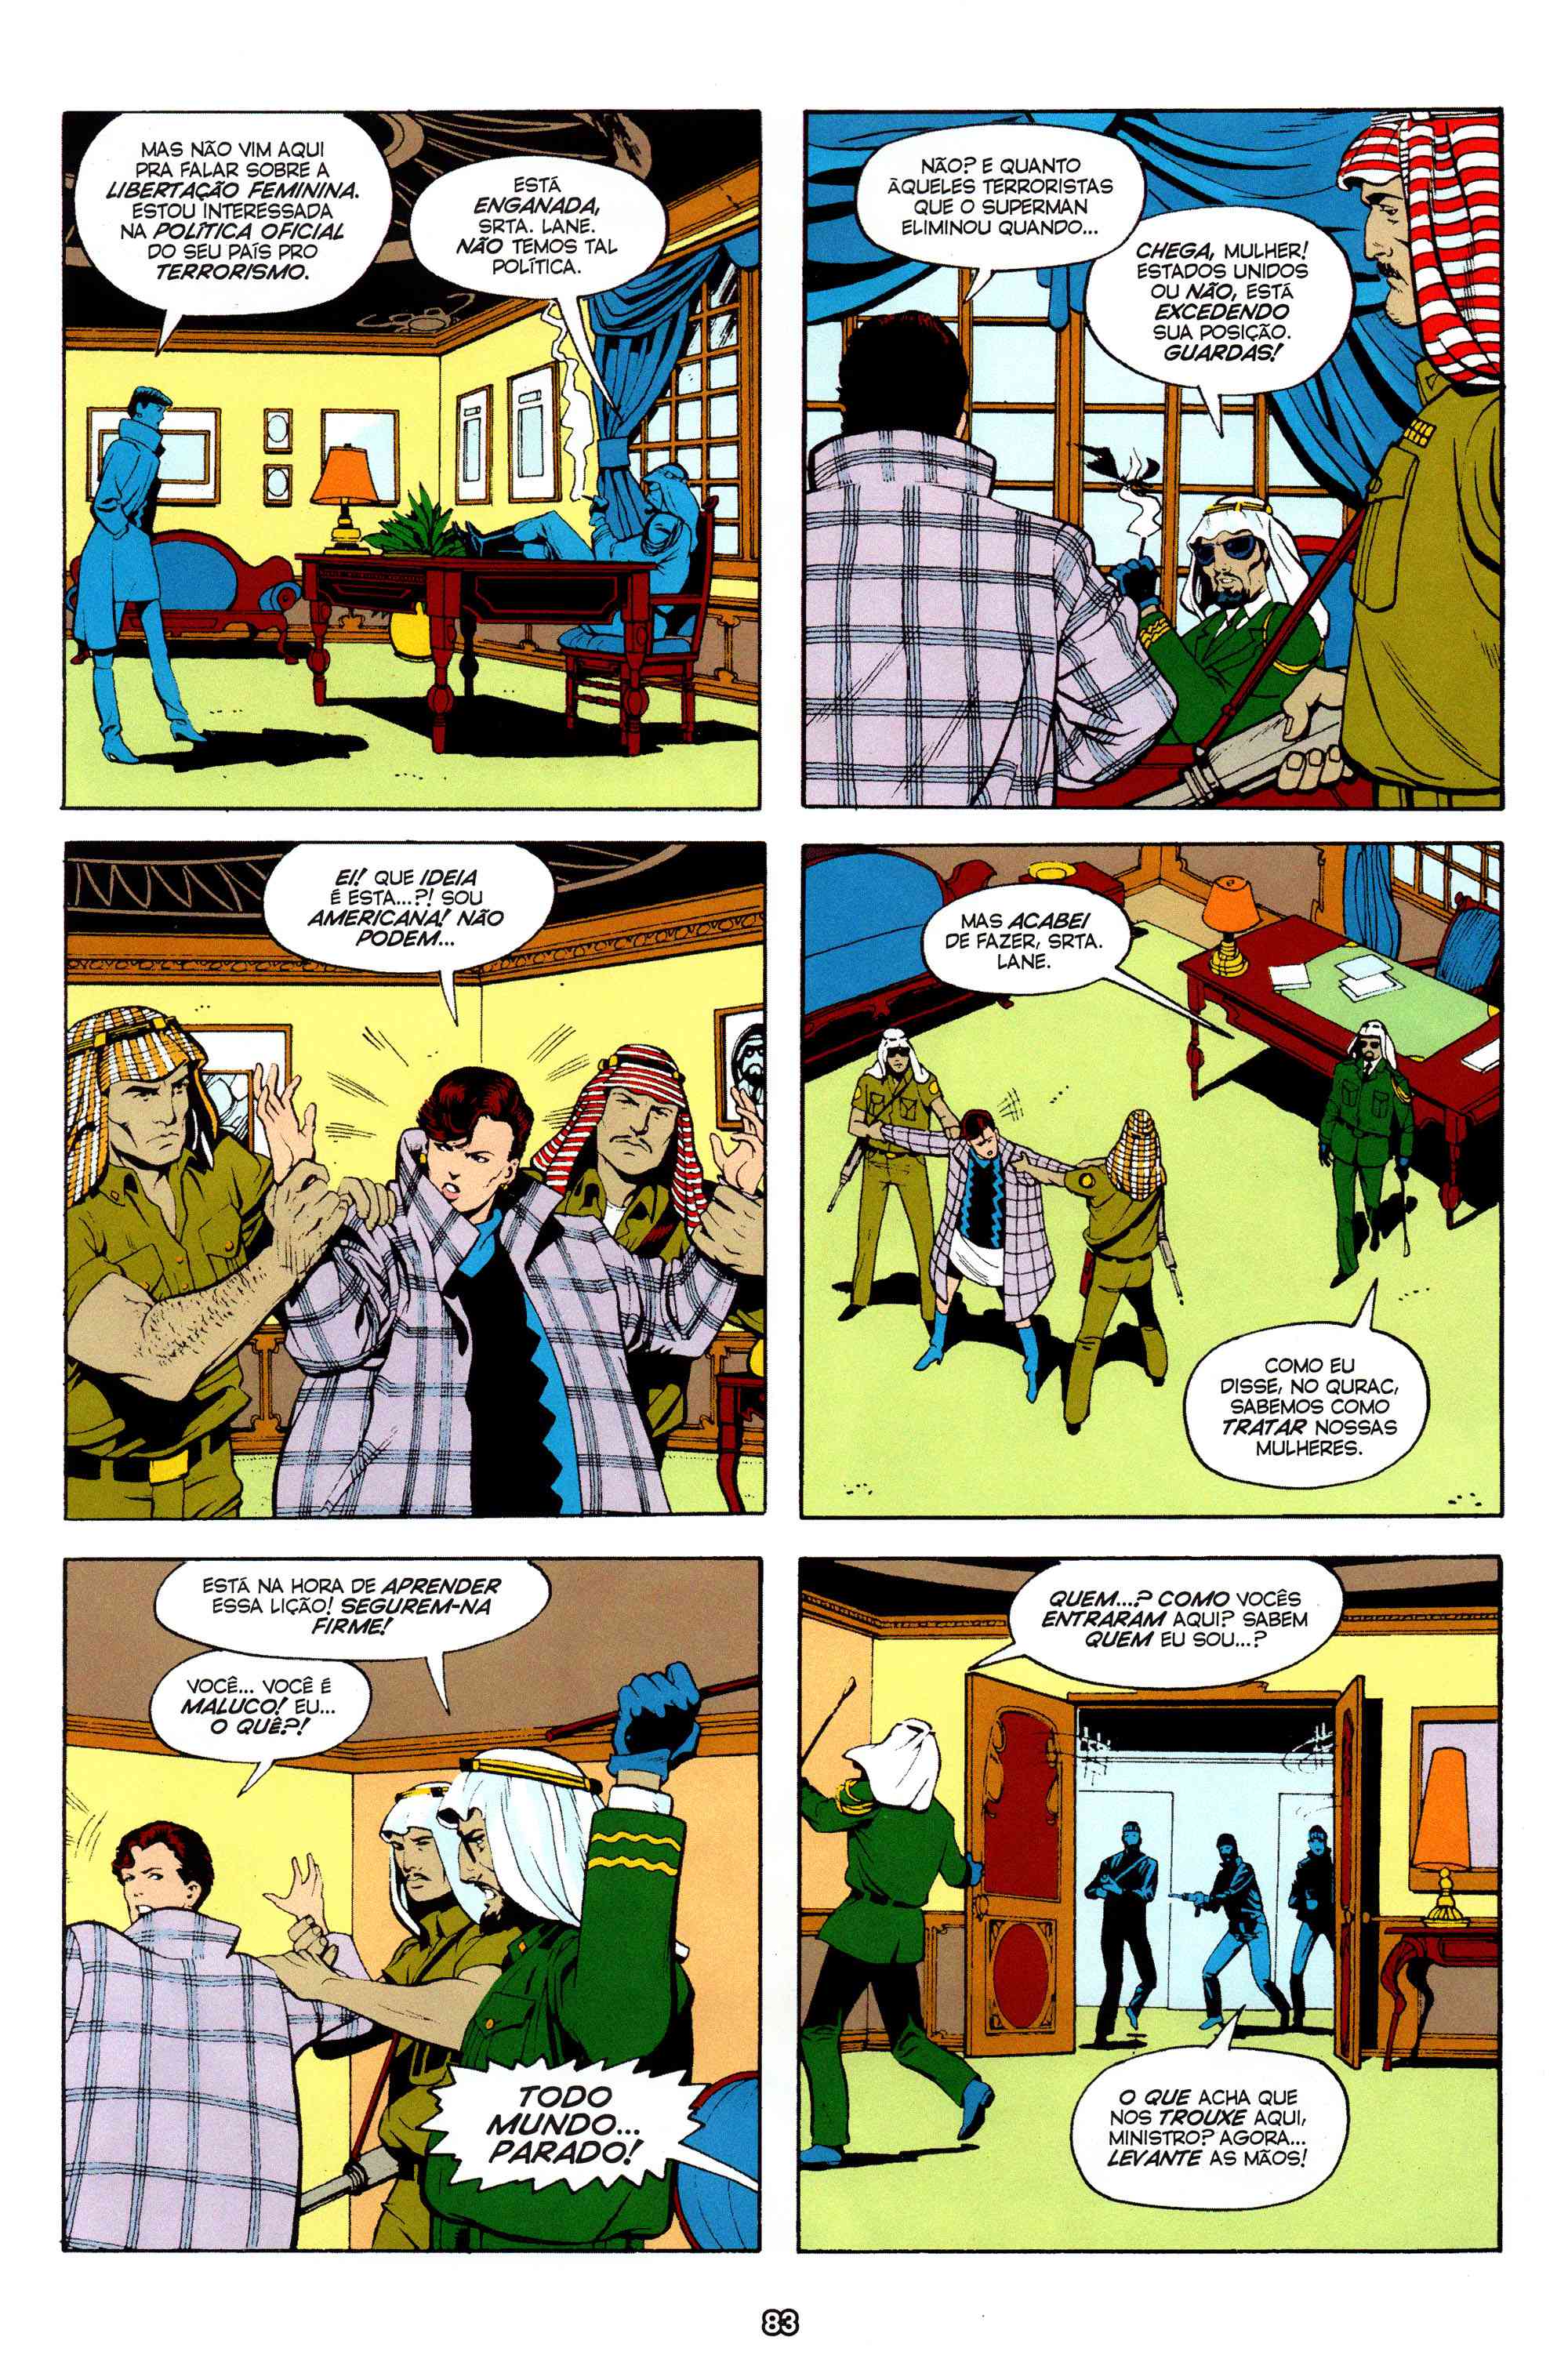 MAS NÃO VIM AQUI
PRA FALAR SOBRE A
LIBERTAÇÃO FEMININA.
ESTOU INTERESSADA
NA POLÍTICA OFICIAL
DO SEU PAÍS PRO
TERRORISMO.
ESTÁ
ENGANADA,
SRTA. LANE.
NÃO TEMOS TAL
POLÍTICA.
NÃO? E QUANTO
ÀQUELES TERRORISTAS
QUE O SUPERMAN
ELIMINOU QUANDO...
CHEGA, MULHER!
ESTADOS UNIDOS
OU NÃO, ESTÁ
EXCEDENDO
SUA POSIÇÃO.
GUARDAS!
EI! QUE IDEIA
É ESTA...?! SOU
AMERICANA! NÃO
PODEM...
MAS ACABEI
DE FAZER, SRTA.
LANE.
COMO EU
DISSE, NO QURAC,
SABEMOS COMO
TRATAR NOSSAS
MULHERES.
ESTÁ NA HORA DE APRENDER
ESSA LIÇÃO! SEGUREM-NA
FIRME!
VOCÊ... VOCÊ É
MALUCO! EU...
O QUÊ?!
TODO
MUNDO...
PARADO!
QUEM...? COMO VOCÊS
ENTRARAM AQUI? SABEM
QUEM EU SOU...?
O QUE ACHA QUE
NOS TROUXE AQUI,
MINISTRO? AGORA...
LEVANTE AS MÃOS!
83